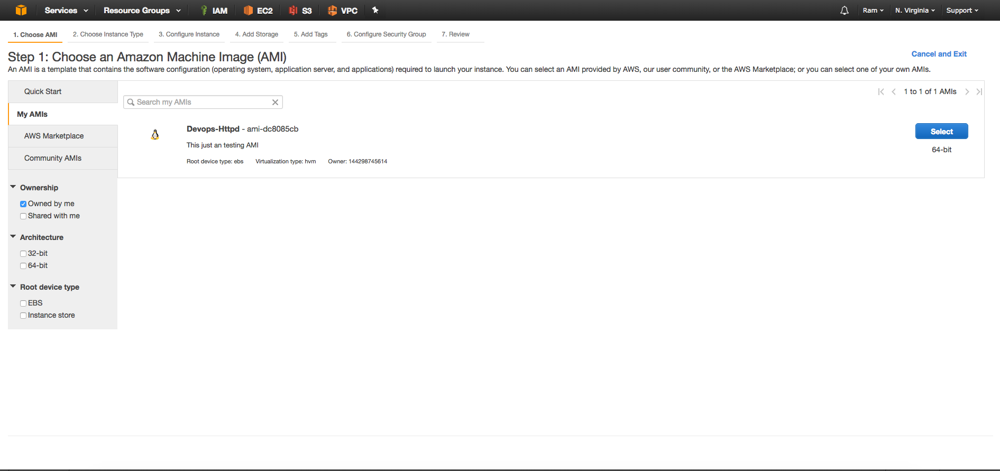 Services Resource Groups IAM EC2 S3 VPC Ram N. Virginia Support
1. Choose AMI 2. Choose Instance Type 3. Configure Instance 4. Add Storage 5. Add Tags 6. Configure Security Group 7. Review
Step 1: Choose an Amazon Machine Image (AMI)
Cancel and Exit
An AMI is a template that contains the software configuration (operating system, application server, and applications) required to launch your instance. You can select an AMI provided by AWS, our user community, or the AWS Marketplace; or you can select one of your own AMIs.
Quick Start
My AMIs
AWS Marketplace
Community AMIs
Ownership
Owned by me
Shared with me
Architecture
32-bit
64-bit
Root device type
EBS
Instance store
Search my AMIs
1 to 1 of 1 AMIs
Devops-Httpd - ami-dc8085cb
This just an testing AMI
Root device type: ebs Virtualization type: hvm Owner: 144298745614
Select
64-bit